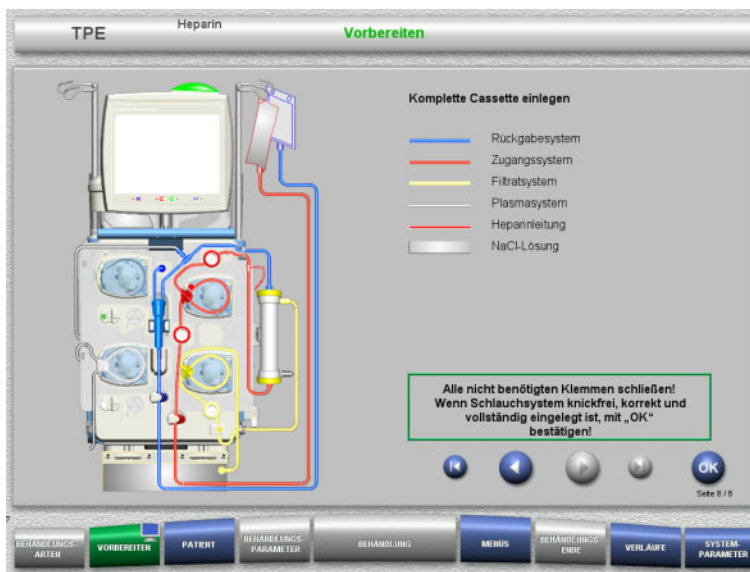 TPE
Heparin
Vorbereiten
Komplette Cassette einlegen
Rückgabesystem
Zugangssystem
Filtratsystem
Plasmasystem
Heparinleitung
NaCl-Lösung
Alle nicht benötigten Klemmen schließen!
Wenn Schlauchsystem knickfrei, korrekt und
vollständig eingelegt ist, mit „OK“
bestätigen!
OK
Seite 8 / 8
BEHANDLUNGS-
ARTEN
VORBEREITEN
PATIENT
BEHANDLUNGS-
PARAMETER
BEHANDLUNG
MENÜS
BEHANDLUNGS-
ENDE
VERLÄUFE
SYSTEM-
PARAMETER